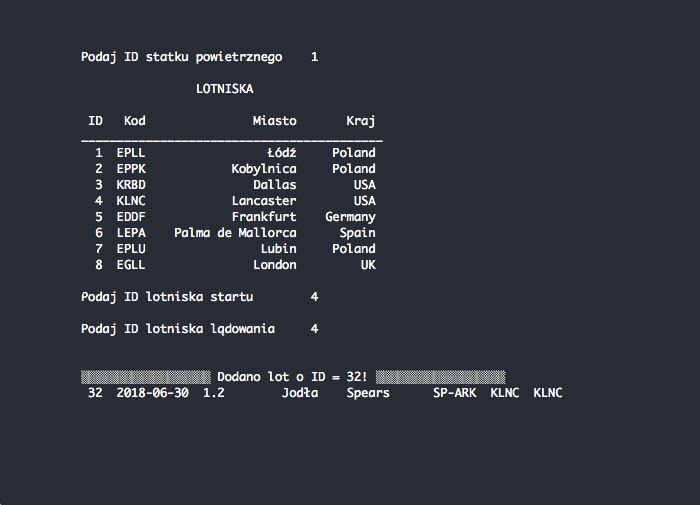 Podaj ID statku powietrznego 1
LOTNISKA
ID Kod Miasto Kraj
1 EPLL Łódź Poland
2 EPPK Kobylnica Poland
3 KRBD Dallas USA
4 KLNC Lancaster USA
5 EDDF Frankfurt Germany
6 LEPA Palma de Mallorca Spain
7 EPLU Lubin Poland
8 EGLL London UK
Podaj ID lotniska startu 4
Podaj ID lotniska lądowania 4
Dodano lot o ID = 32!
32 2018-06-30 1.2 Jodła Spears SP-ARK KLNC KLNC